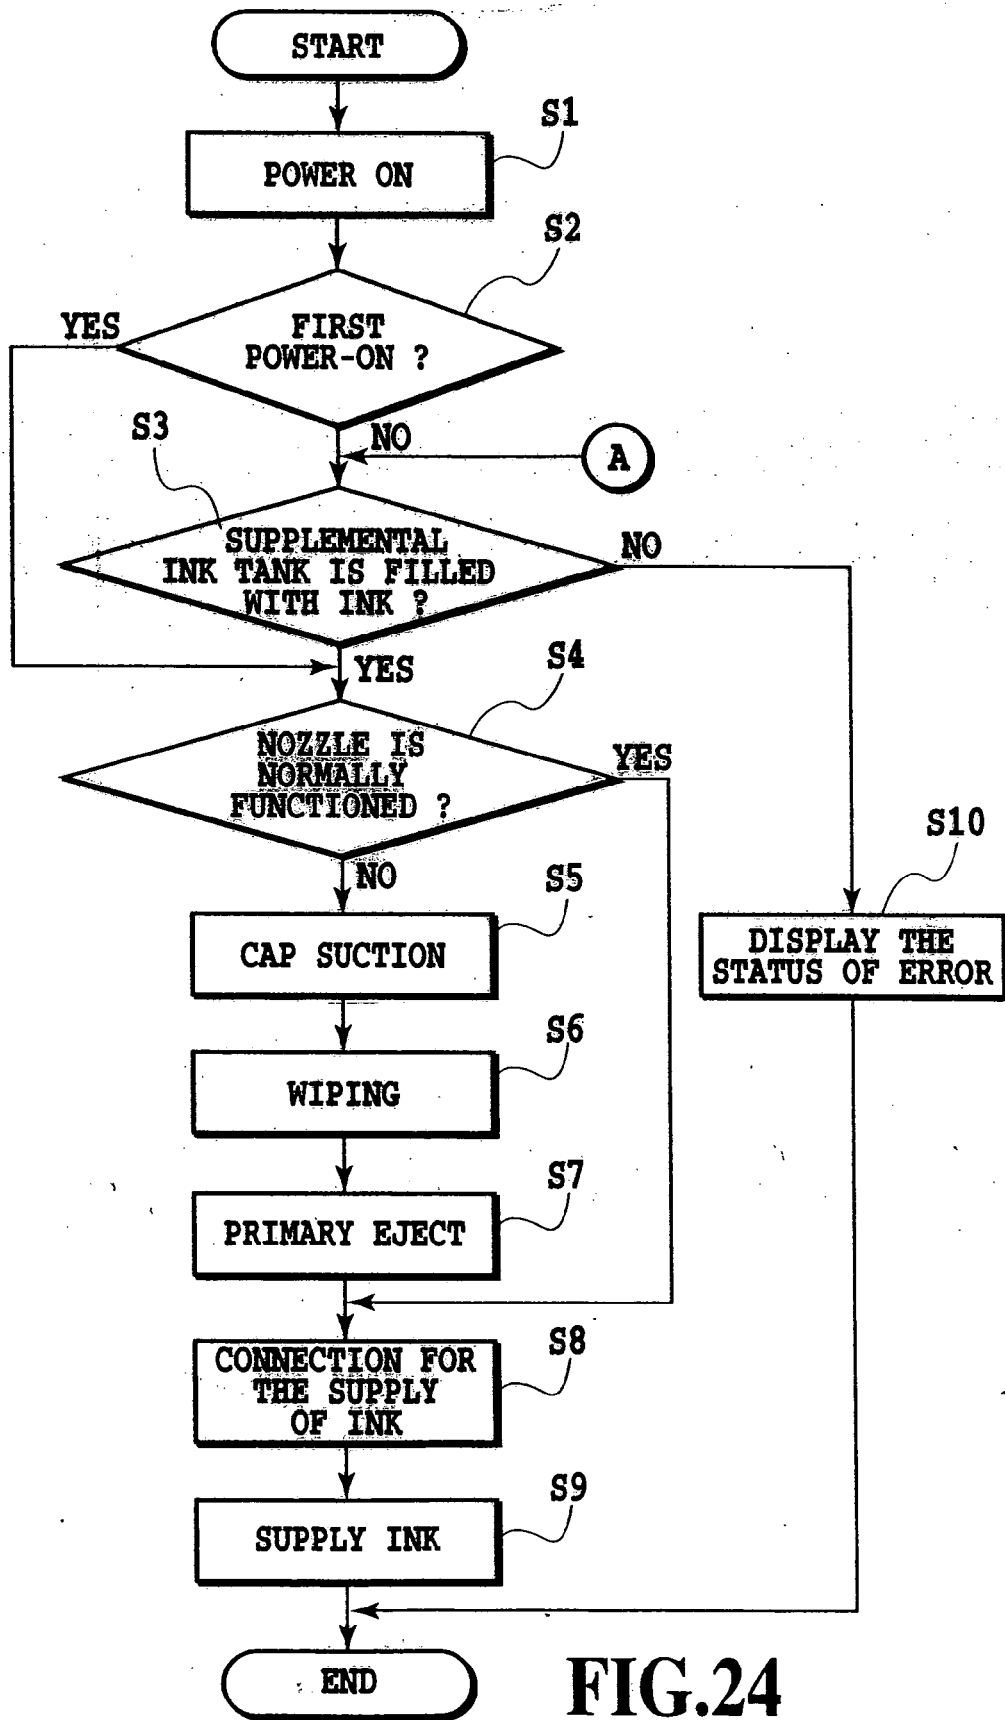 START
S1
POWER ON
S2
YES
FIRST
POWER-ON ?
S3
NO
A
SUPPLEMENTAL
INK TANK IS FILLED
WITH INK ?
NO
YES
S4
NOZZLE IS
NORMALLY
FUNCTIONED ?
YES
NO
S10
S5
DISPLAY THE
STATUS OF ERROR
CAP SUCTION
S6
WIPING
S7
PRIMARY EJECT
S8
CONNECTION FOR
THE SUPPLY
OF INK
S9
SUPPLY INK
END
FIG.24